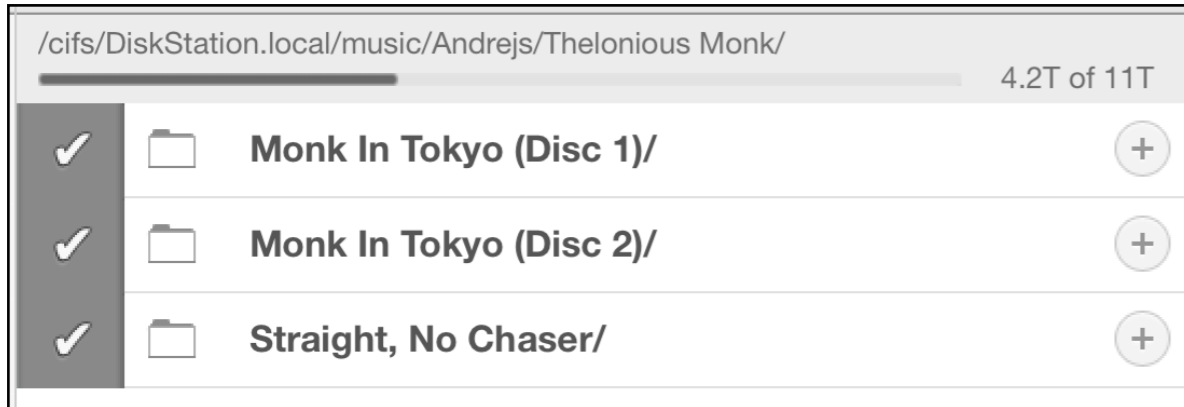 /cifs/DiskStation.local/music/Andrejs/Thelonious Monk/
4.2T of 11T
Monk In Tokyo (Disc 1)/
Monk In Tokyo (Disc 2)/
Straight, No Chaser/